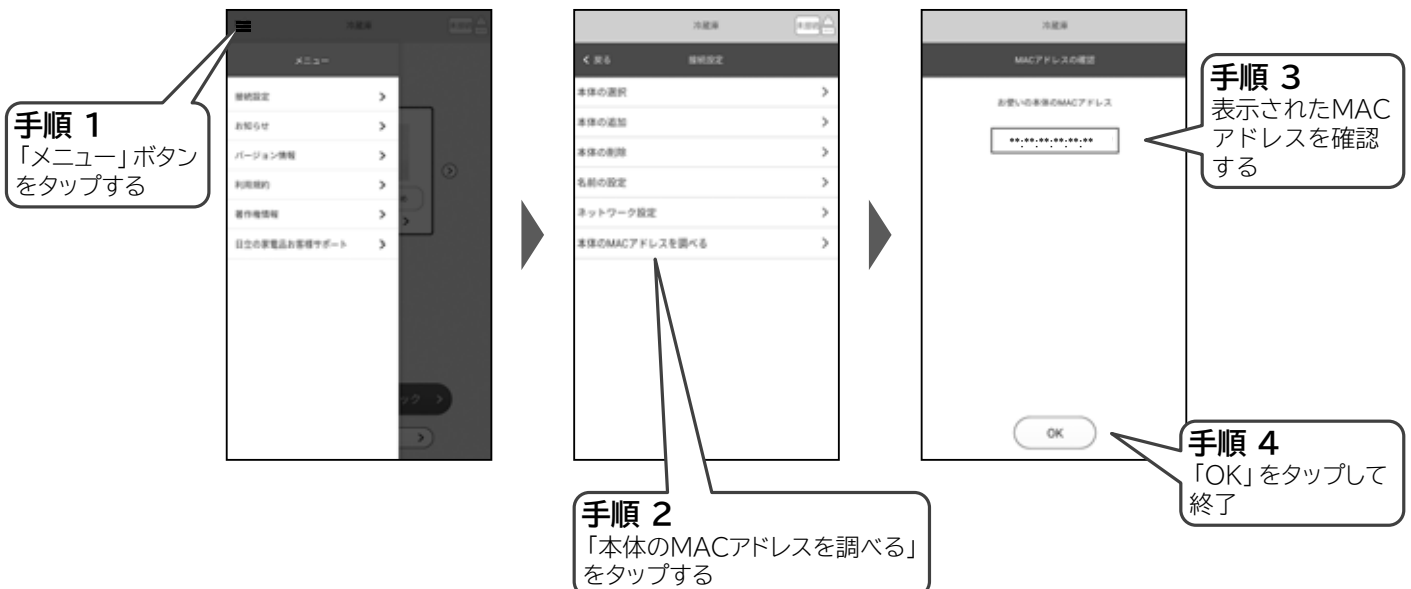 冷蔵庫
メニュー
接続設定
お知らせ
バージョン情報
利用規約
著作権情報
日立の家電品お客様サポート
手順 1
「メニュー」ボタン
をタップする
冷蔵庫
戻る 接続設定
本体の選択
本体の追加
本体の削除
名前の設定
ネットワーク設定
本体のMACアドレスを調べる
手順 2
「本体のMACアドレスを調べる」
をタップする
冷蔵庫
MACアドレスの確認
お使いの本体のMACアドレス
**:**:**:**:**:**
OK
手順 3
表示されたMAC
アドレスを確認
する
手順 4
「OK」をタップして
終了